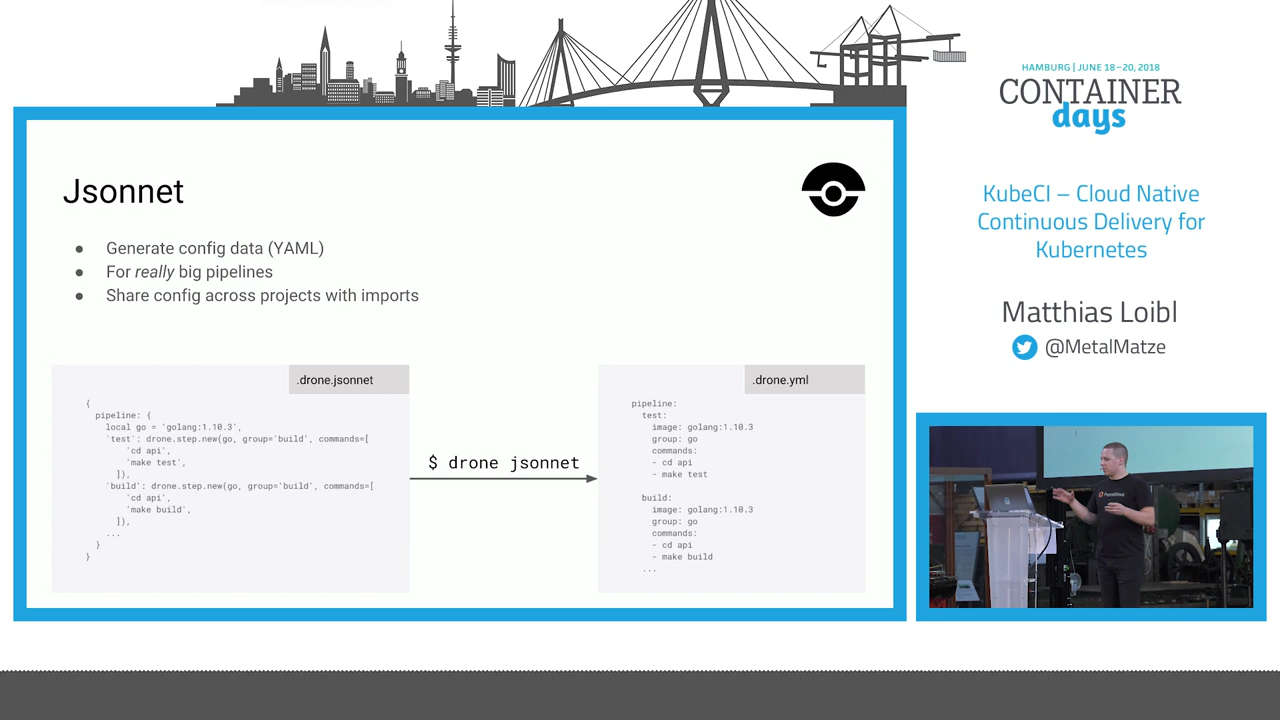 HAMBURG | JUNE 18–20, 2018
CONTAINER
days
Jsonnet
● Generate config data (YAML)
● For really big pipelines
● Share config across projects with imports
.drone.jsonnet
{
  pipeline: {
    local go = 'golang:1.10.3',
    'test': drone.step.new(go, group='build', commands=[
        'cd api',
        'make test',
      ]),
    'build': drone.step.new(go, group='build', commands=[
        'cd api',
        'make build',
      ]),
    ...
  }
}
$ drone jsonnet
.drone.yml
pipeline:
  test:
    image: golang:1.10.3
    group: go
    commands:
    - cd api
    - make test
  build:
    image: golang:1.10.3
    group: go
    commands:
    - cd api
    - make build
  ...
KubeCI – Cloud Native
Continuous Delivery for
Kubernetes
Matthias Loibl
@MetalMatze
Prometheus